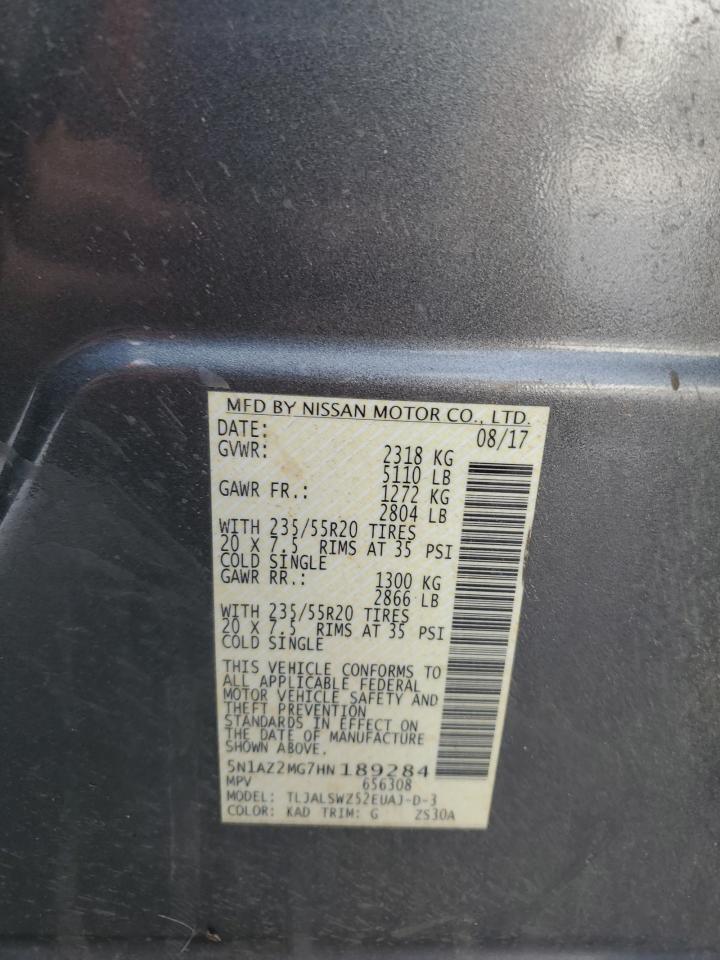 MFD BY NISSAN MOTOR CO., LTD.
DATE: 08/17
GVWR: 2318 KG
5110 LB
GAWR FR.: 1272 KG
2804 LB
WITH 235/55R20 TIRES
20 X 7.5 RIMS AT 35 PSI
COLD SINGLE
GAWR RR.: 1300 KG
2866 LB
WITH 235/55R20 TIRES
20 X 7.5 RIMS AT 35 PSI
COLD SINGLE
THIS VEHICLE CONFORMS TO
ALL APPLICABLE FEDERAL
MOTOR VEHICLE SAFETY AND
THEFT PREVENTION
STANDARDS IN EFFECT ON
THE DATE OF MANUFACTURE
SHOWN ABOVE.
5N1AZ2MG7HN189284
MPV 656308
MODEL: TLJALSWZ52EUAJ-D-3
COLOR: KAD TRIM: G ZS30A